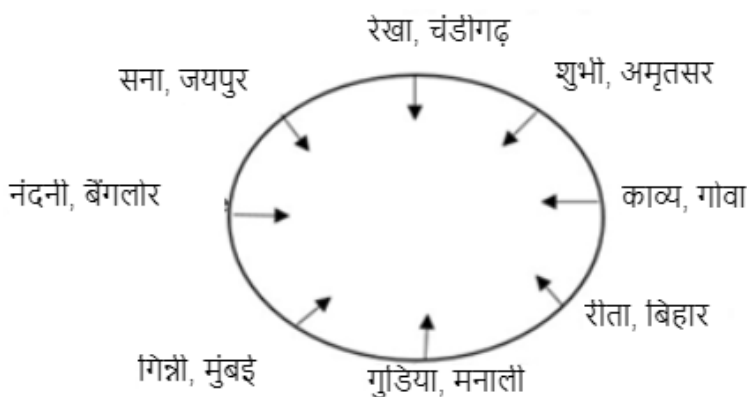 रेखा, चंडीगढ़
शुभी, अमृतसर
सना, जयपुर
नंदनी, बैंगलोर
काव्य, गोवा
रीता, बिहार
गिन्नी, मुंबई
गुडिया, मनाली